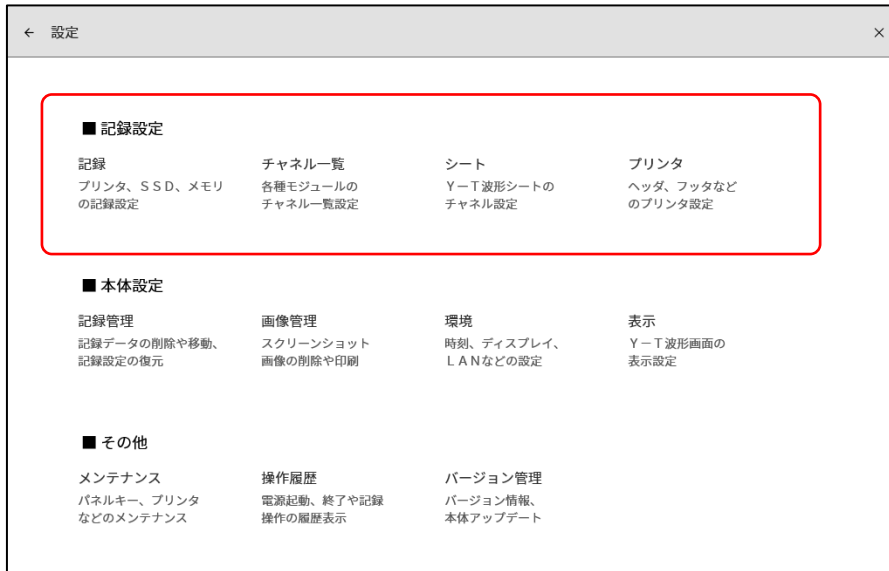 ← 設定 ×
■ 記録設定
記録 チャネル一覧 シート プリンタ
プリンタ、ＳＳＤ、メモリ 各種モジュールの Ｙ－Ｔ波形シートの ヘッダ、フッタなど
の記録設定 チャネル一覧設定 チャネル設定 のプリンタ設定
■ 本体設定
記録管理 画像管理 環境 表示
記録データの削除や移動、 スクリーンショット 時刻、ディスプレイ、 Ｙ－Ｔ波形画面の
記録設定の復元 画像の削除や印刷 ＬＡＮなどの設定 表示設定
■ その他
メンテナンス 操作履歴 バージョン管理
パネルキー、プリンタ 電源起動、終了や記録 バージョン情報、
などのメンテナンス 操作の履歴表示 本体アップデート